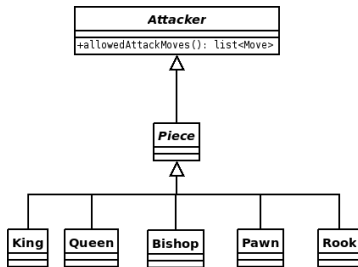 Attacker
+allowedAttackMoves(): list<Move>
Piece
King Queen Bishop Pawn Rook